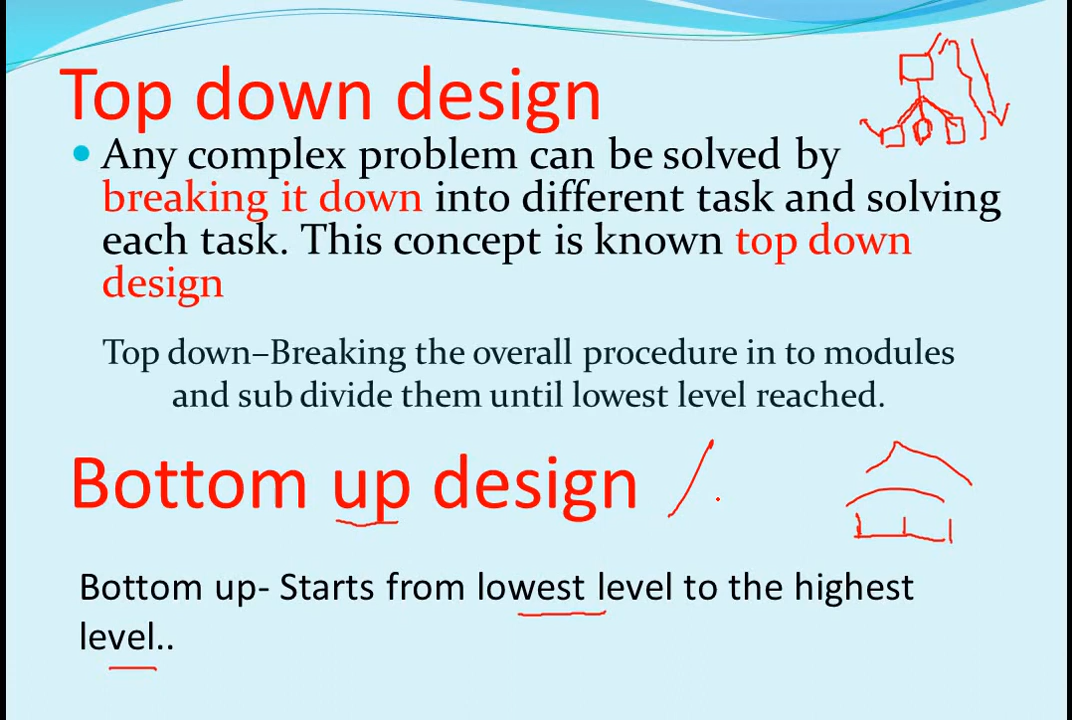 Top down design
• Any complex problem can be solved by
breaking it down into different task and solving
each task. This concept is known top down
design
Top down–Breaking the overall procedure in to modules
and sub divide them until lowest level reached.
Bottom up design
Bottom up- Starts from lowest level to the highest
level..